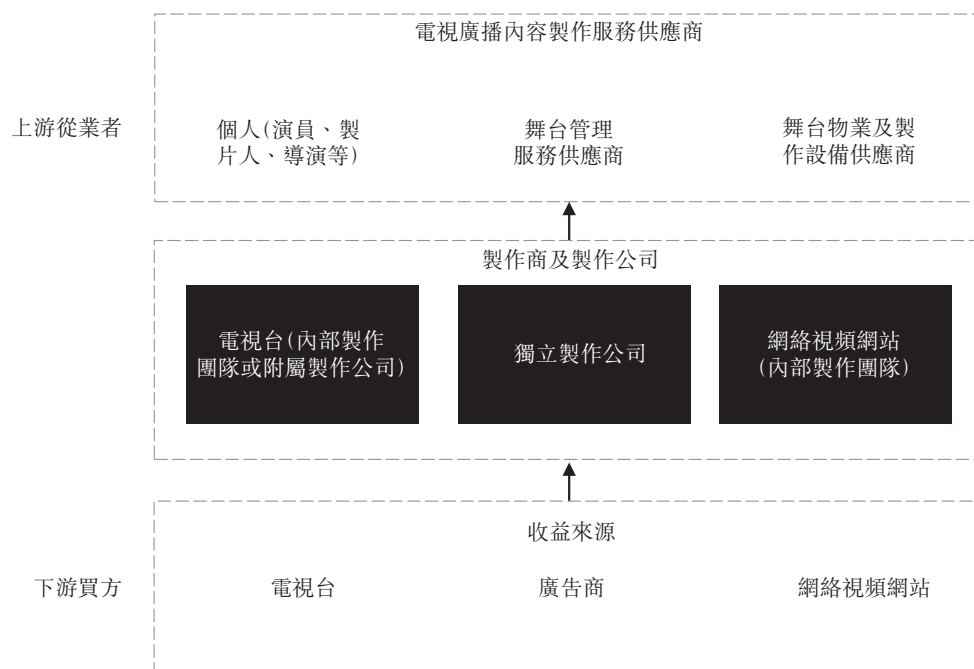 電視廣播內容製作服務供應商
上游從業者
個人(演員、製
片人、導演等)
舞台管理
服務供應商
舞台物業及製
作設備供應商
製作商及製作公司
電視台(內部製作
團隊或附屬製作公司)
獨立製作公司
網絡視頻網站
(內部製作團隊)
收益來源
下游買方
電視台
廣告商
網絡視頻網站